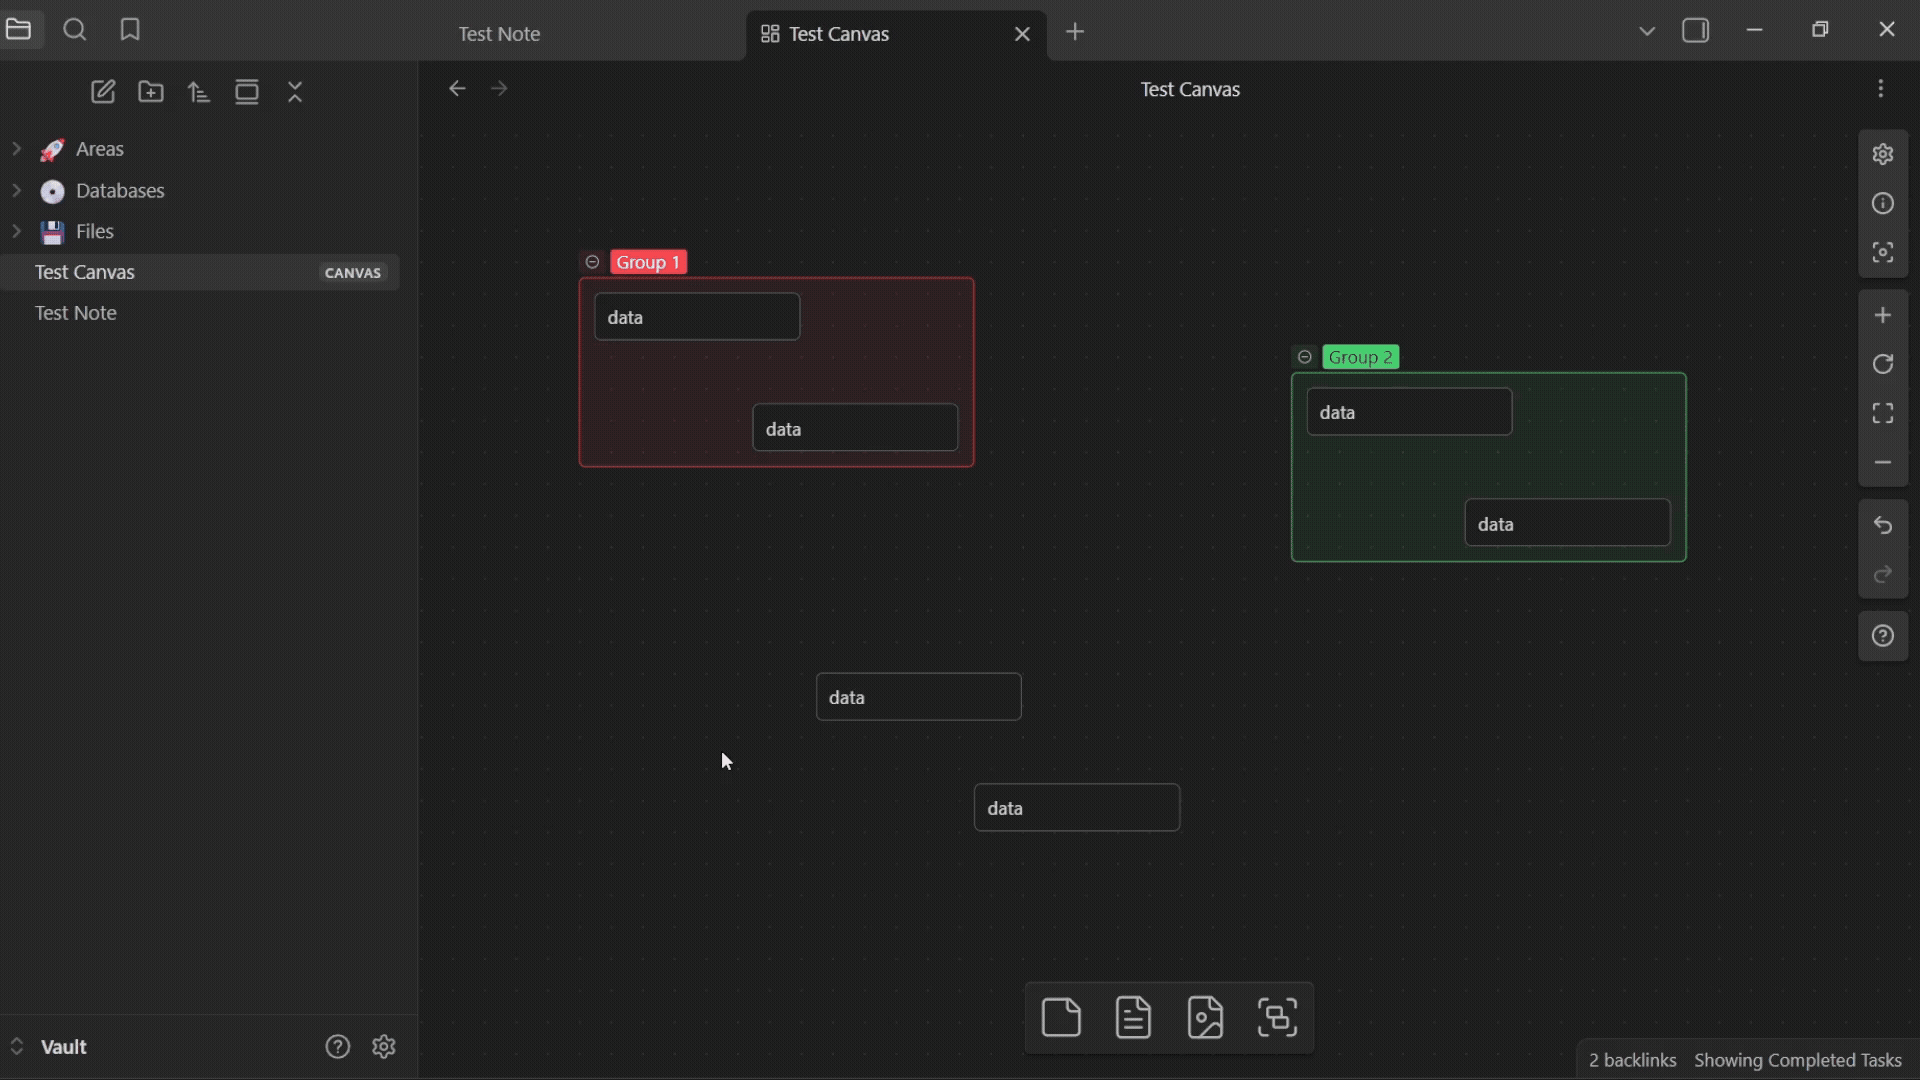 Test Note
Test Canvas
Test Canvas
Areas
Databases
Files
Test Canvas CANVAS
Test Note
Group 1
data
data
Group 2
data
data
data
data
Vault
2 backlinks Showing Completed Tasks